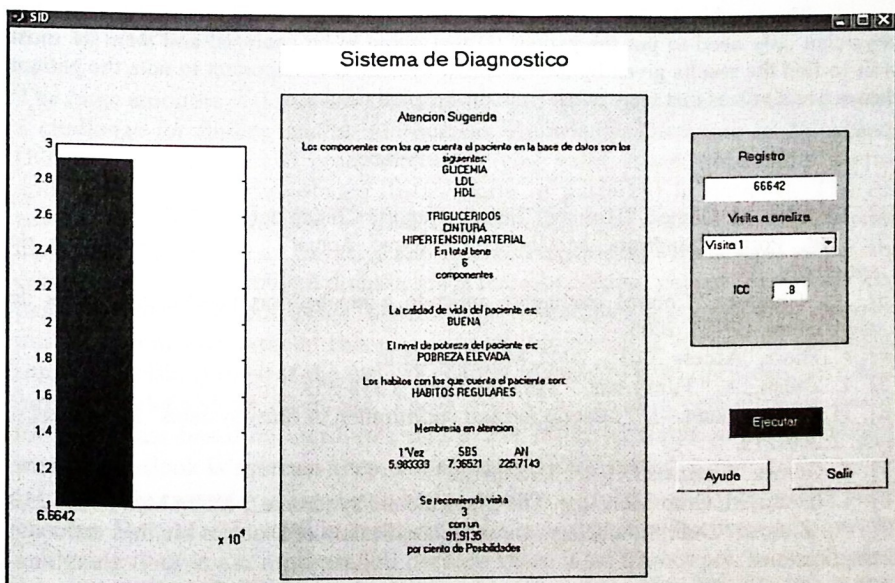 SID
Sistema de Diagnostico
3
2.8
2.6
2.4
2.2
2
1.8
1.6
1.4
1.2
1
6.6642
x 10
Atencion Sugerida
Los componentes con los que cuenta el paciente en la base de datos son los
siguentes:
GLICEMIA
LDL
HDL
TRIGLICERIDOS
CINTURA
HIPERTENSION ARTERIAL
En total tiene
6
componentes
La calidad de vida del paciente es:
BUENA
El nivel de pobreza del paciente es:
POBREZA ELEVADA
Los habitos con los que cuenta el paciente son:
HABITOS REGULARES
Membresia en atencion
1°Vez SBS AN
5.983333 7.36521 225.7143
Se recomienda visita
3
con un
91.9135
por ciento de Posibilidades
Registro
66642
Visita a analiza
Visita 1
ICC .8
Ejecutar
Ayuda Salir